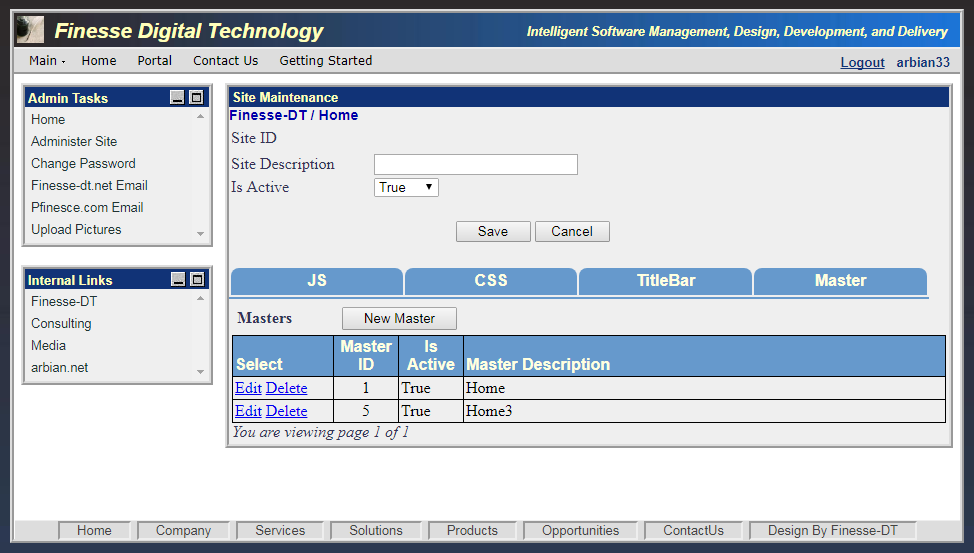 Finesse Digital Technology
Intelligent Software Management, Design, Development, and Delivery
Main Home Portal Contact Us Getting Started
Logout arbian33
Admin Tasks
Home
Administer Site
Change Password
Finesse-dt.net Email
Pfinesce.com Email
Upload Pictures
Internal Links
Finesse-DT
Consulting
Media
arbian.net
Site Maintenance
Finesse-DT / Home
Site ID
Site Description
Is Active True
Save Cancel
JS CSS TitleBar Master
Masters New Master
Select Master ID Is Active Master Description
Edit Delete 1 True Home
Edit Delete 5 True Home3
You are viewing page 1 of 1
Home Company Services Solutions Products Opportunities ContactUs Design By Finesse-DT